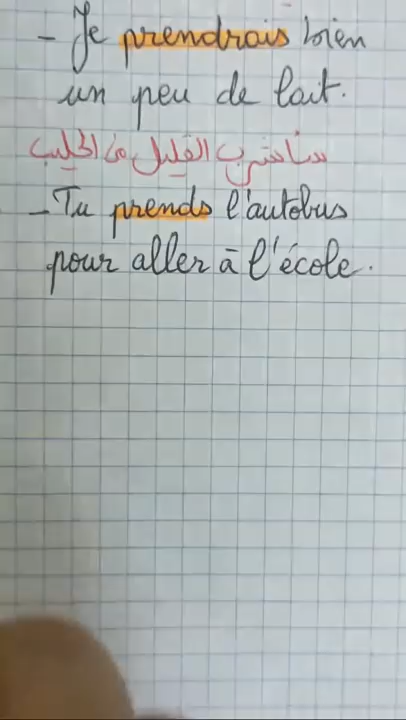 - Je prendrais bien
un peu de lait.
سأشرب القليل من الحليب
- Tu prends l'autobus
pour aller à l'école.